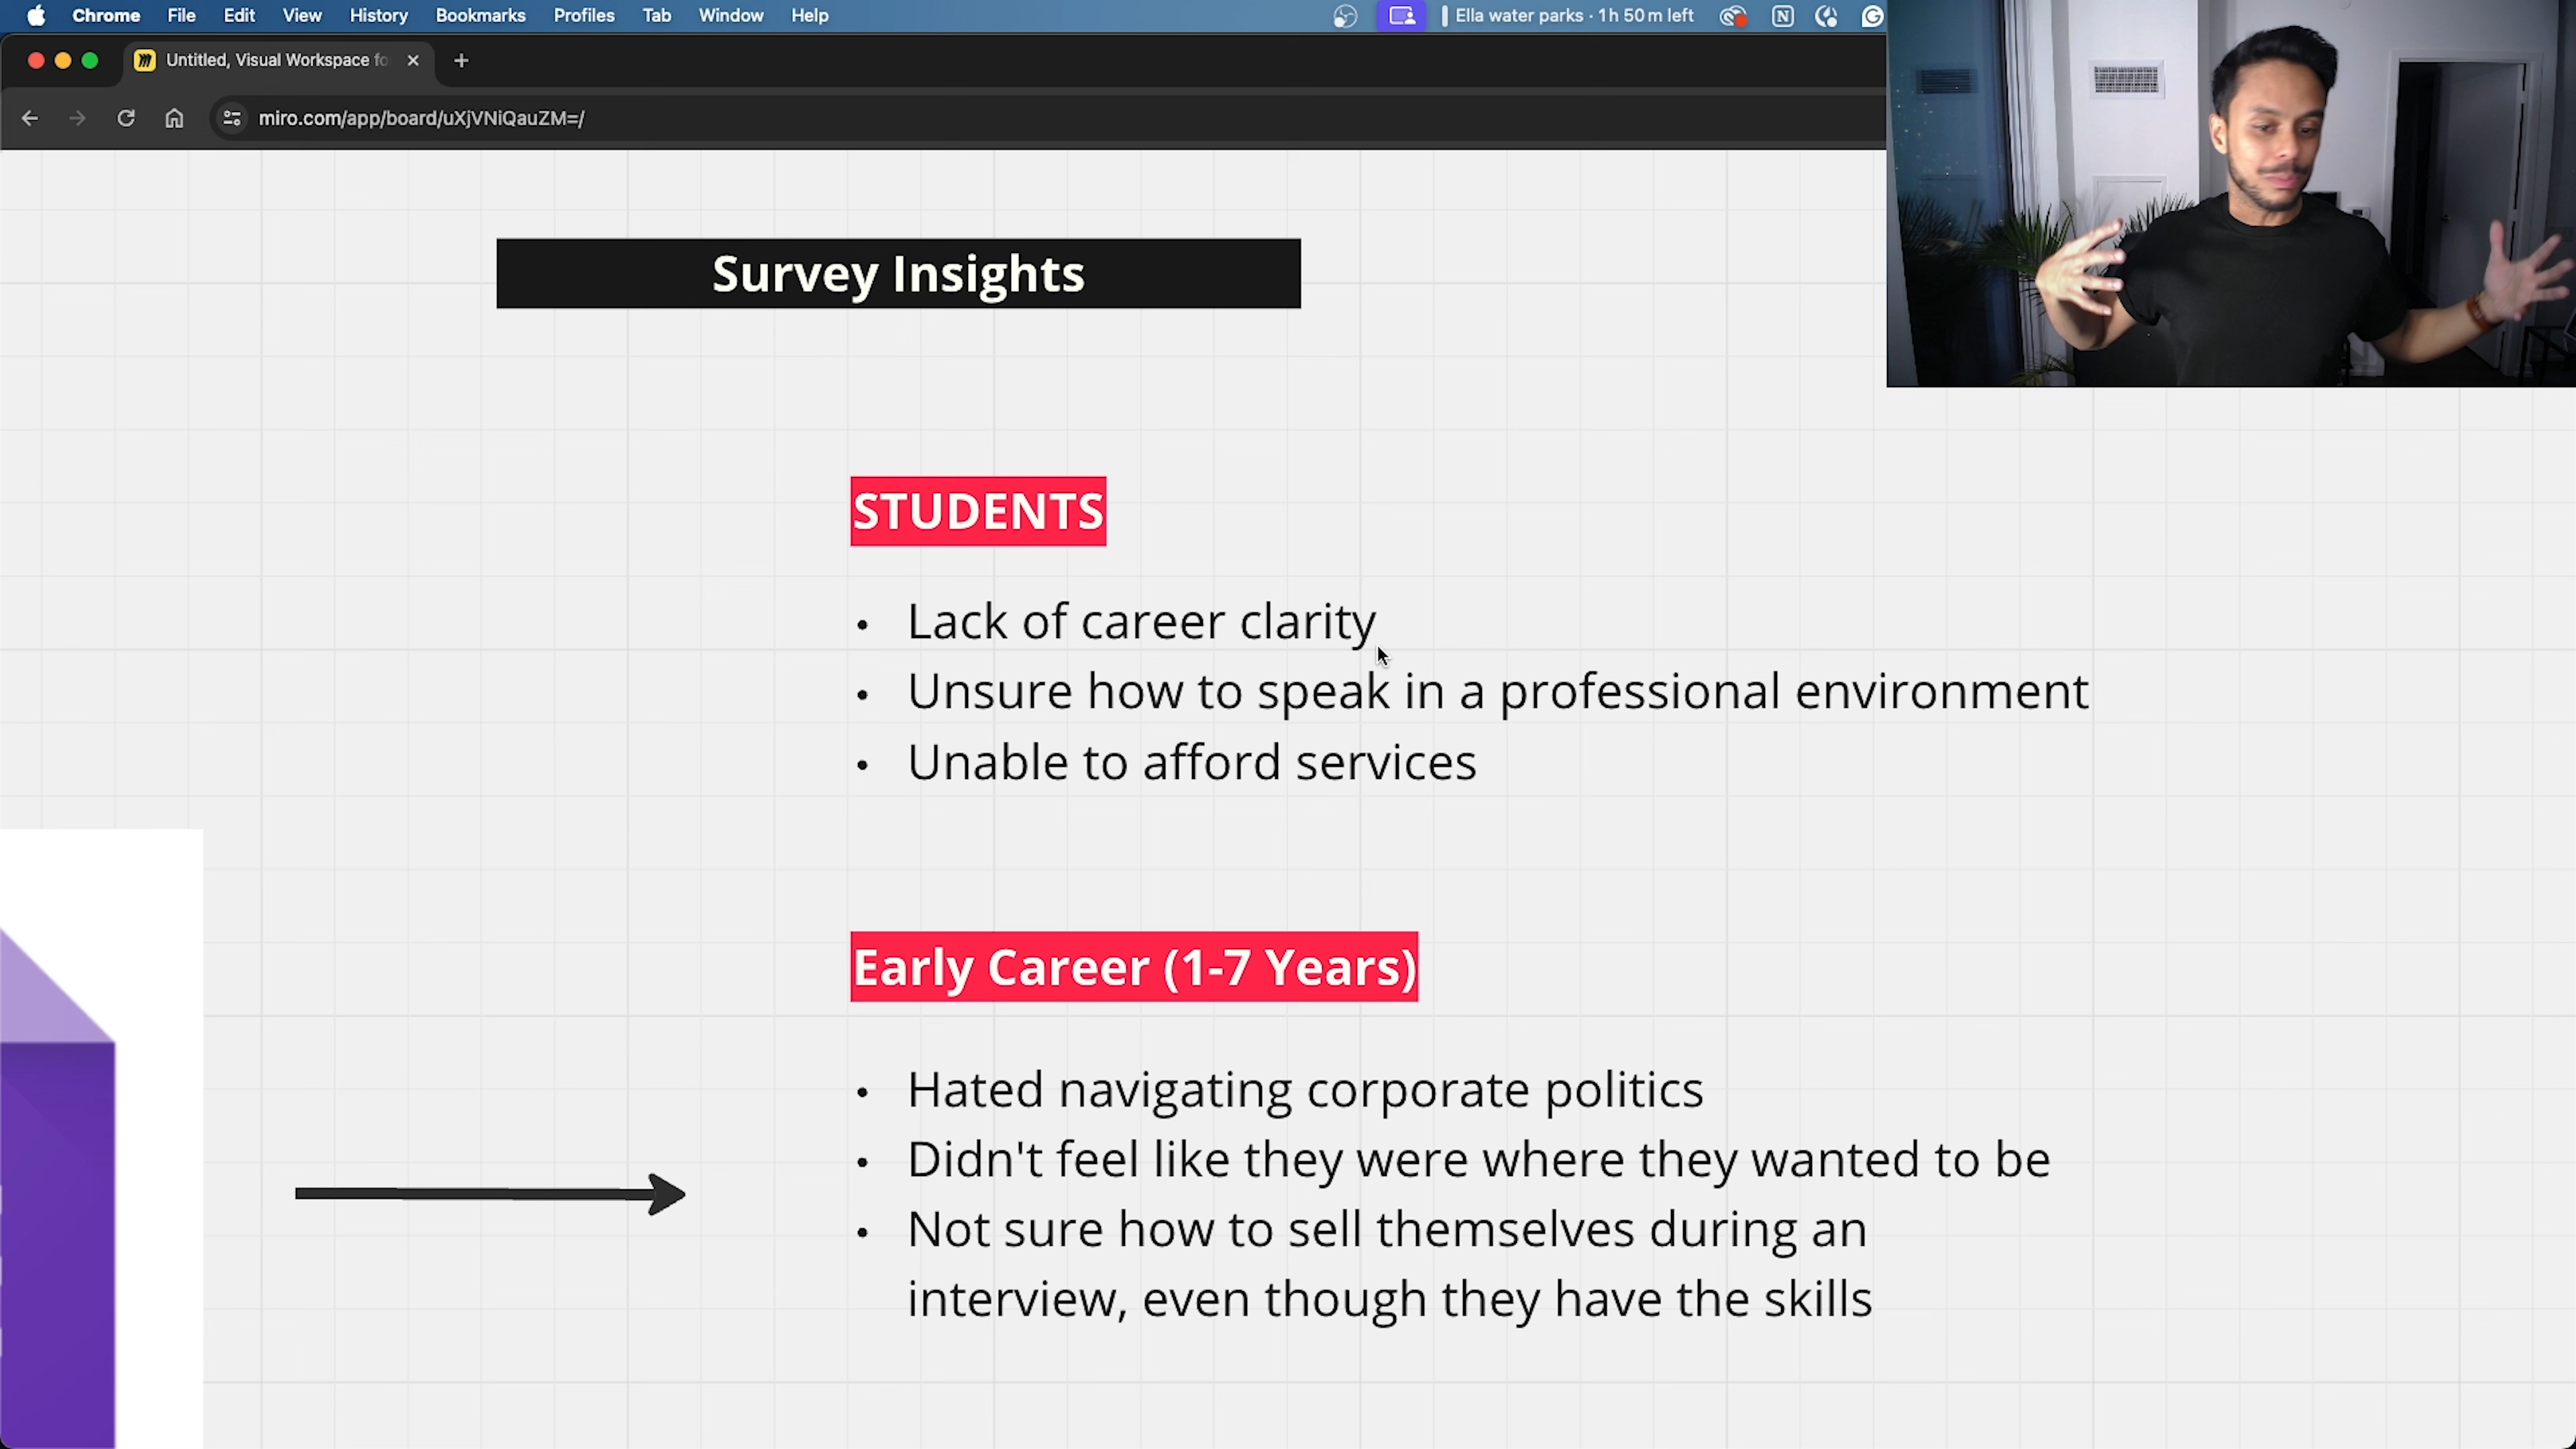 Chrome File Edit View History Bookmarks Profiles Tab Window Help Ella water parks · 1h 50m left
Untitled, Visual Workspace fo
miro.com/app/board/uXjVNiQauZM=/
Survey Insights
STUDENTS
• Lack of career clarity
• Unsure how to speak in a professional environment
• Unable to afford services
Early Career (1-7 Years)
• Hated navigating corporate politics
• Didn't feel like they were where they wanted to be
• Not sure how to sell themselves during an
interview, even though they have the skills